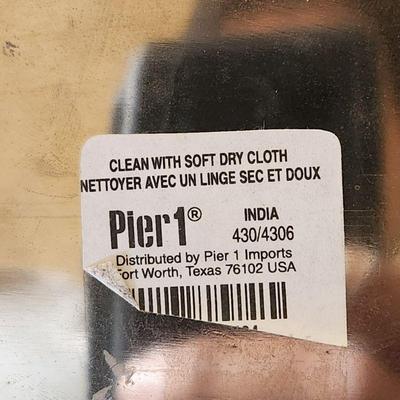 CLEAN WITH SOFT DRY CLOTH
NETTOYER AVEC UN LINGE SEC ET DOUX
Pier1® INDIA
430/4306
Distributed by Pier 1 Imports
Fort Worth, Texas 76102 USA